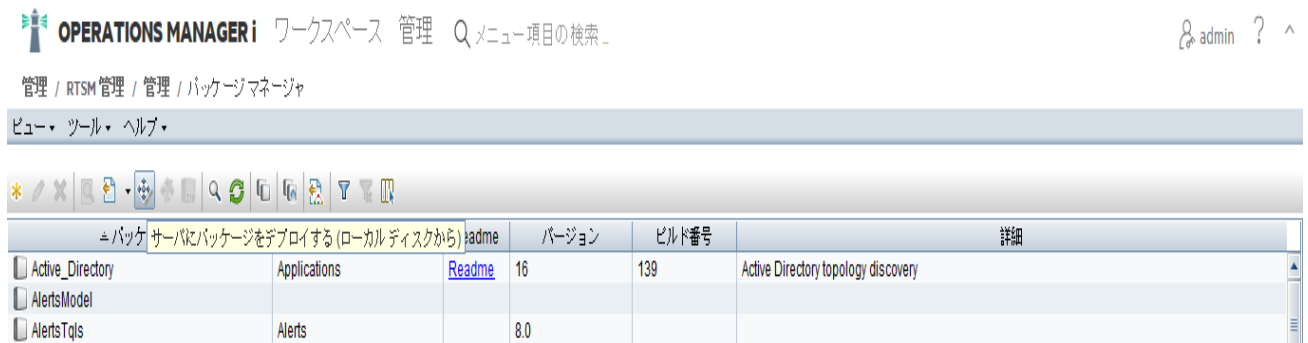 OPERATIONS MANAGER i ワークスペース 管理 メニュー項目の検索... admin ? ^
管理 / RTSM 管理 / 管理 / パッケージ マネージャ
ビュー ツール ヘルプ
パッケ サーバにパッケージをデプロイする (ローカル ディスクから) eadme バージョン ビルド番号 詳細
Active_Directory Applications Readme 16 139 Active Directory topology discovery
AlertsModel
AlertsTqls Alerts 8.0